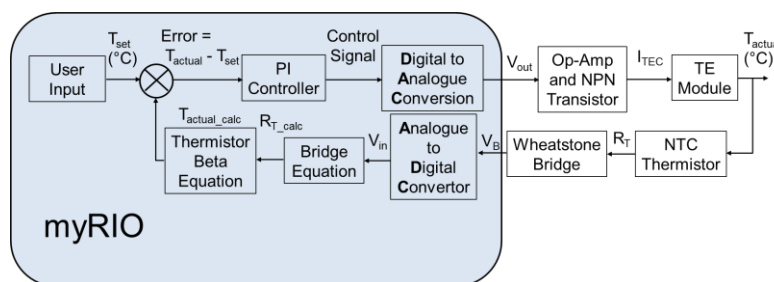 T_set
(°C)
User
Input
Error =
T_actual - T_set
PI
Controller
Control
Signal
Digital to
Analogue
Conversion
V_out
Op-Amp
and NPN
Transistor
I_TEC
TE
Module
T_actual
(°C)
T_actual_calc
Thermistor
Beta
Equation
R_T_calc
Bridge
Equation
V_in
Analogue
to
Digital
Convertor
V_B
Wheatstone
Bridge
R_T
NTC
Thermistor
myRIO